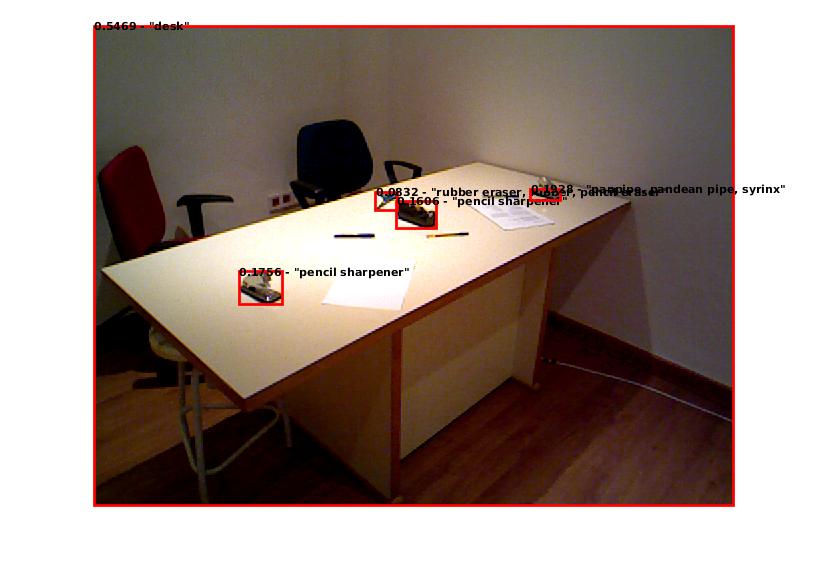 0.5469 - "desk"
0.1928 - "panpipe, pandean pipe, syrinx"
0.0832 - "rubber eraser, rubber, pencil eraser"
0.1606 - "pencil sharpener"
0.1756 - "pencil sharpener"